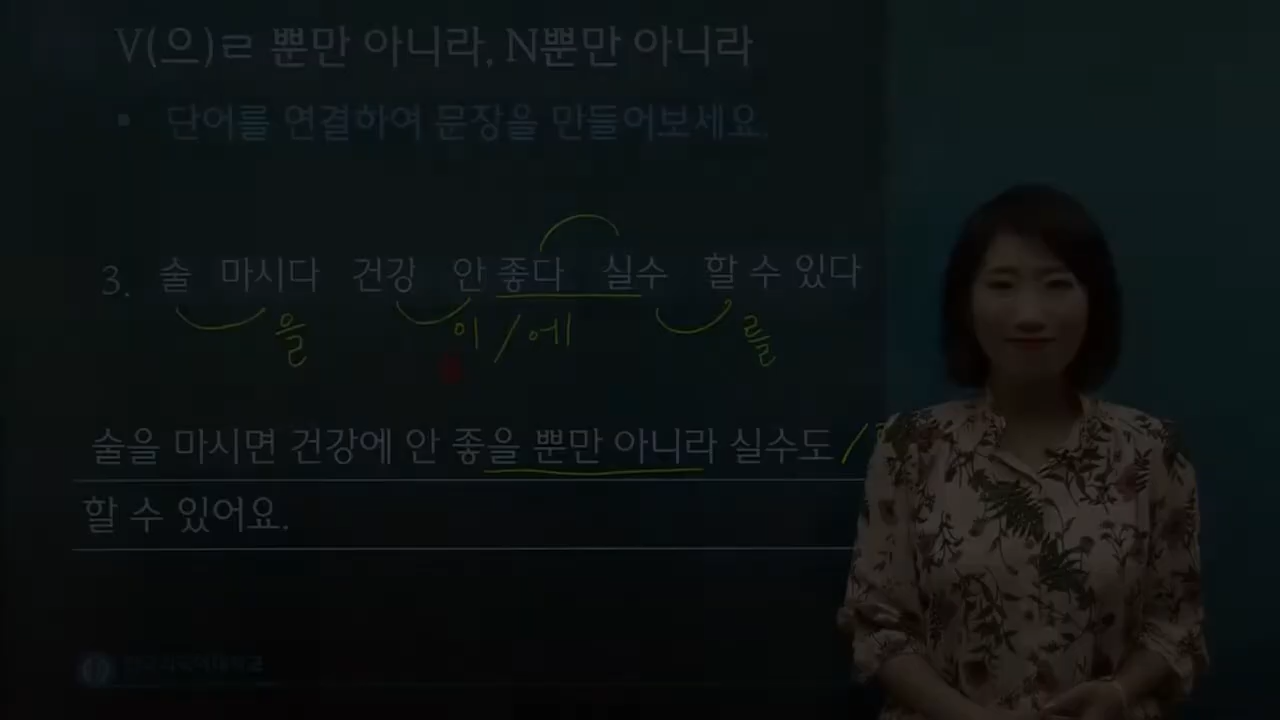 V(으)ㄹ 뿐만 아니라, N뿐만 아니라
• 단어를 연결하여 문장을 만들어보세요.
3. 술 마시다 건강 안 좋다 실수 할 수 있다
을 이/에 를
술을 마시면 건강에 안 좋을 뿐만 아니라 실수도 /
할 수 있어요.